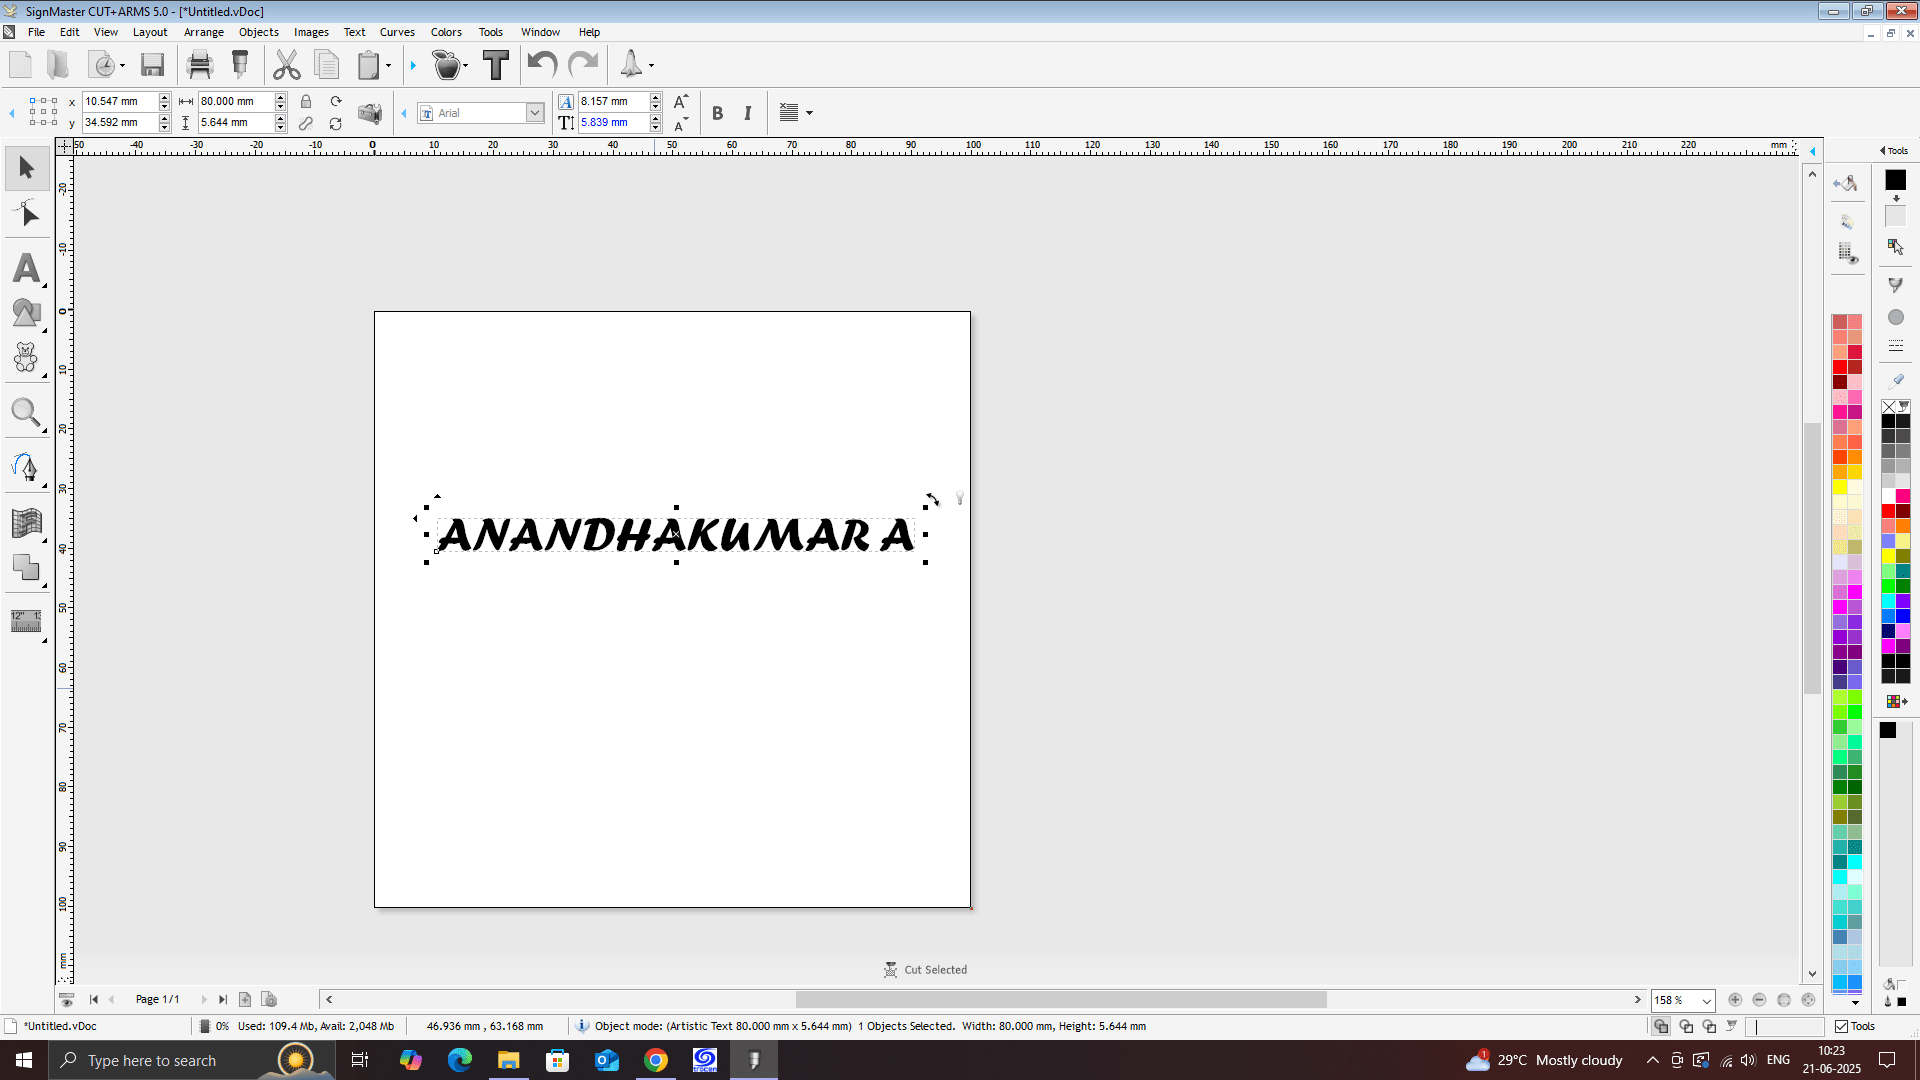 SignMaster CUT+ARMS 5.0 - [*Untitled.vDoc]
File Edit View Layout Arrange Objects Images Text Curves Colors Tools Window Help
x 10.547 mm 80.000 mm Arial 8.157 mm
y 34.592 mm 5.644 mm 5.839 mm B I
50 -40 -30 -20 -10 0 10 20 30 40 50 60 70 80 90 100 110 120 130 140 150 160 170 180 190 200 210 220 mm
Tools
-20 -10 0 10 20 30 40 50 60 70 80 90 100 mm
ANANDHAKUMAR A
Cut Selected
Page 1/1 158 %
*Untitled.vDoc 0% Used: 109.4 Mb, Avail: 2,048 Mb 46.936 mm , 63.168 mm Object mode: (Artistic Text 80.000 mm x 5.644 mm) 1 Objects Selected. Width: 80.000 mm, Height: 5.644 mm Tools
Type here to search 1 29°C Mostly cloudy ENG 10:23
21-06-2025